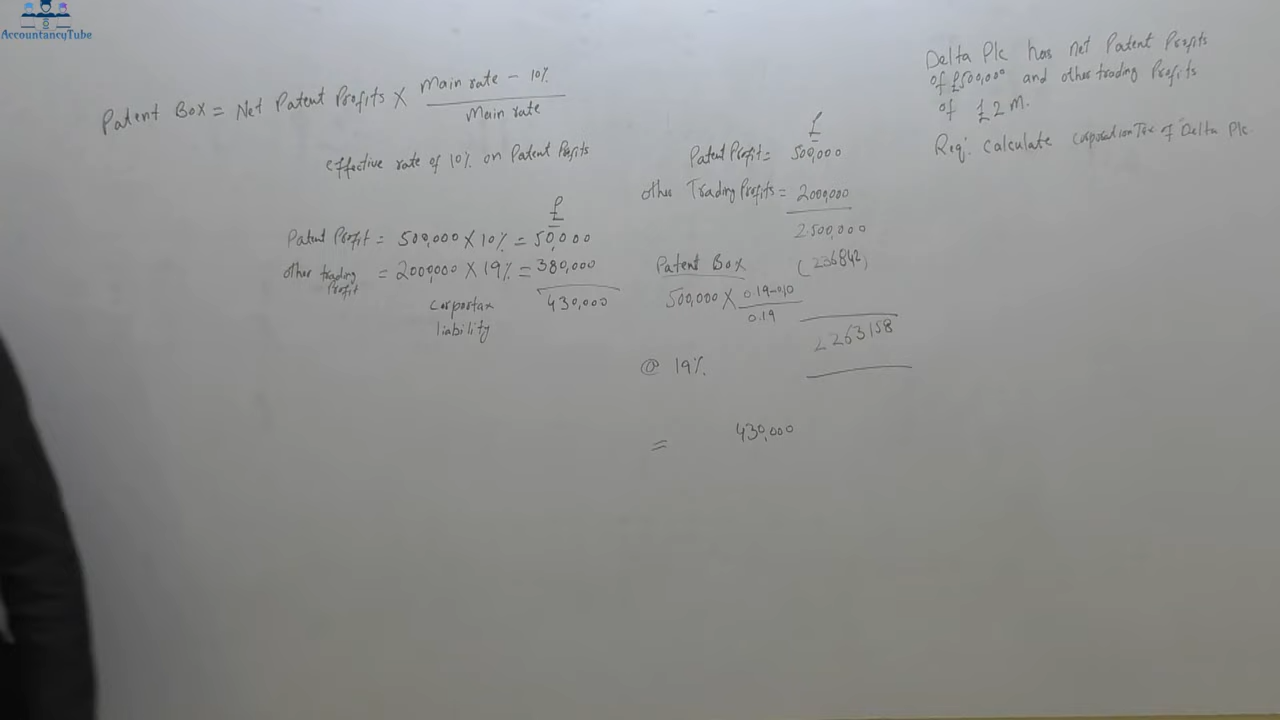 AccountancyTube
Patent Box = Net Patent Profits × Main rate - 10%
Main rate
effective rate of 10% on Patent Profits
£
Patent Profit = 500,000 × 10% = 50,000
other trading Profit = 2000,000 × 19% = 380,000
corportax liability 430,000
£
Patent Profit = 500,000
other Trading Profits = 2000,000
2.500,000
Patent Box (236842)
500,000 × 0.19-0.10
0.19
2263158
@ 19%
= 430,000
Delta Plc has net Patent Profits
of £500,000 and other trading Profits
of £2m.
Req: Calculate corporation Tax of Delta Plc.